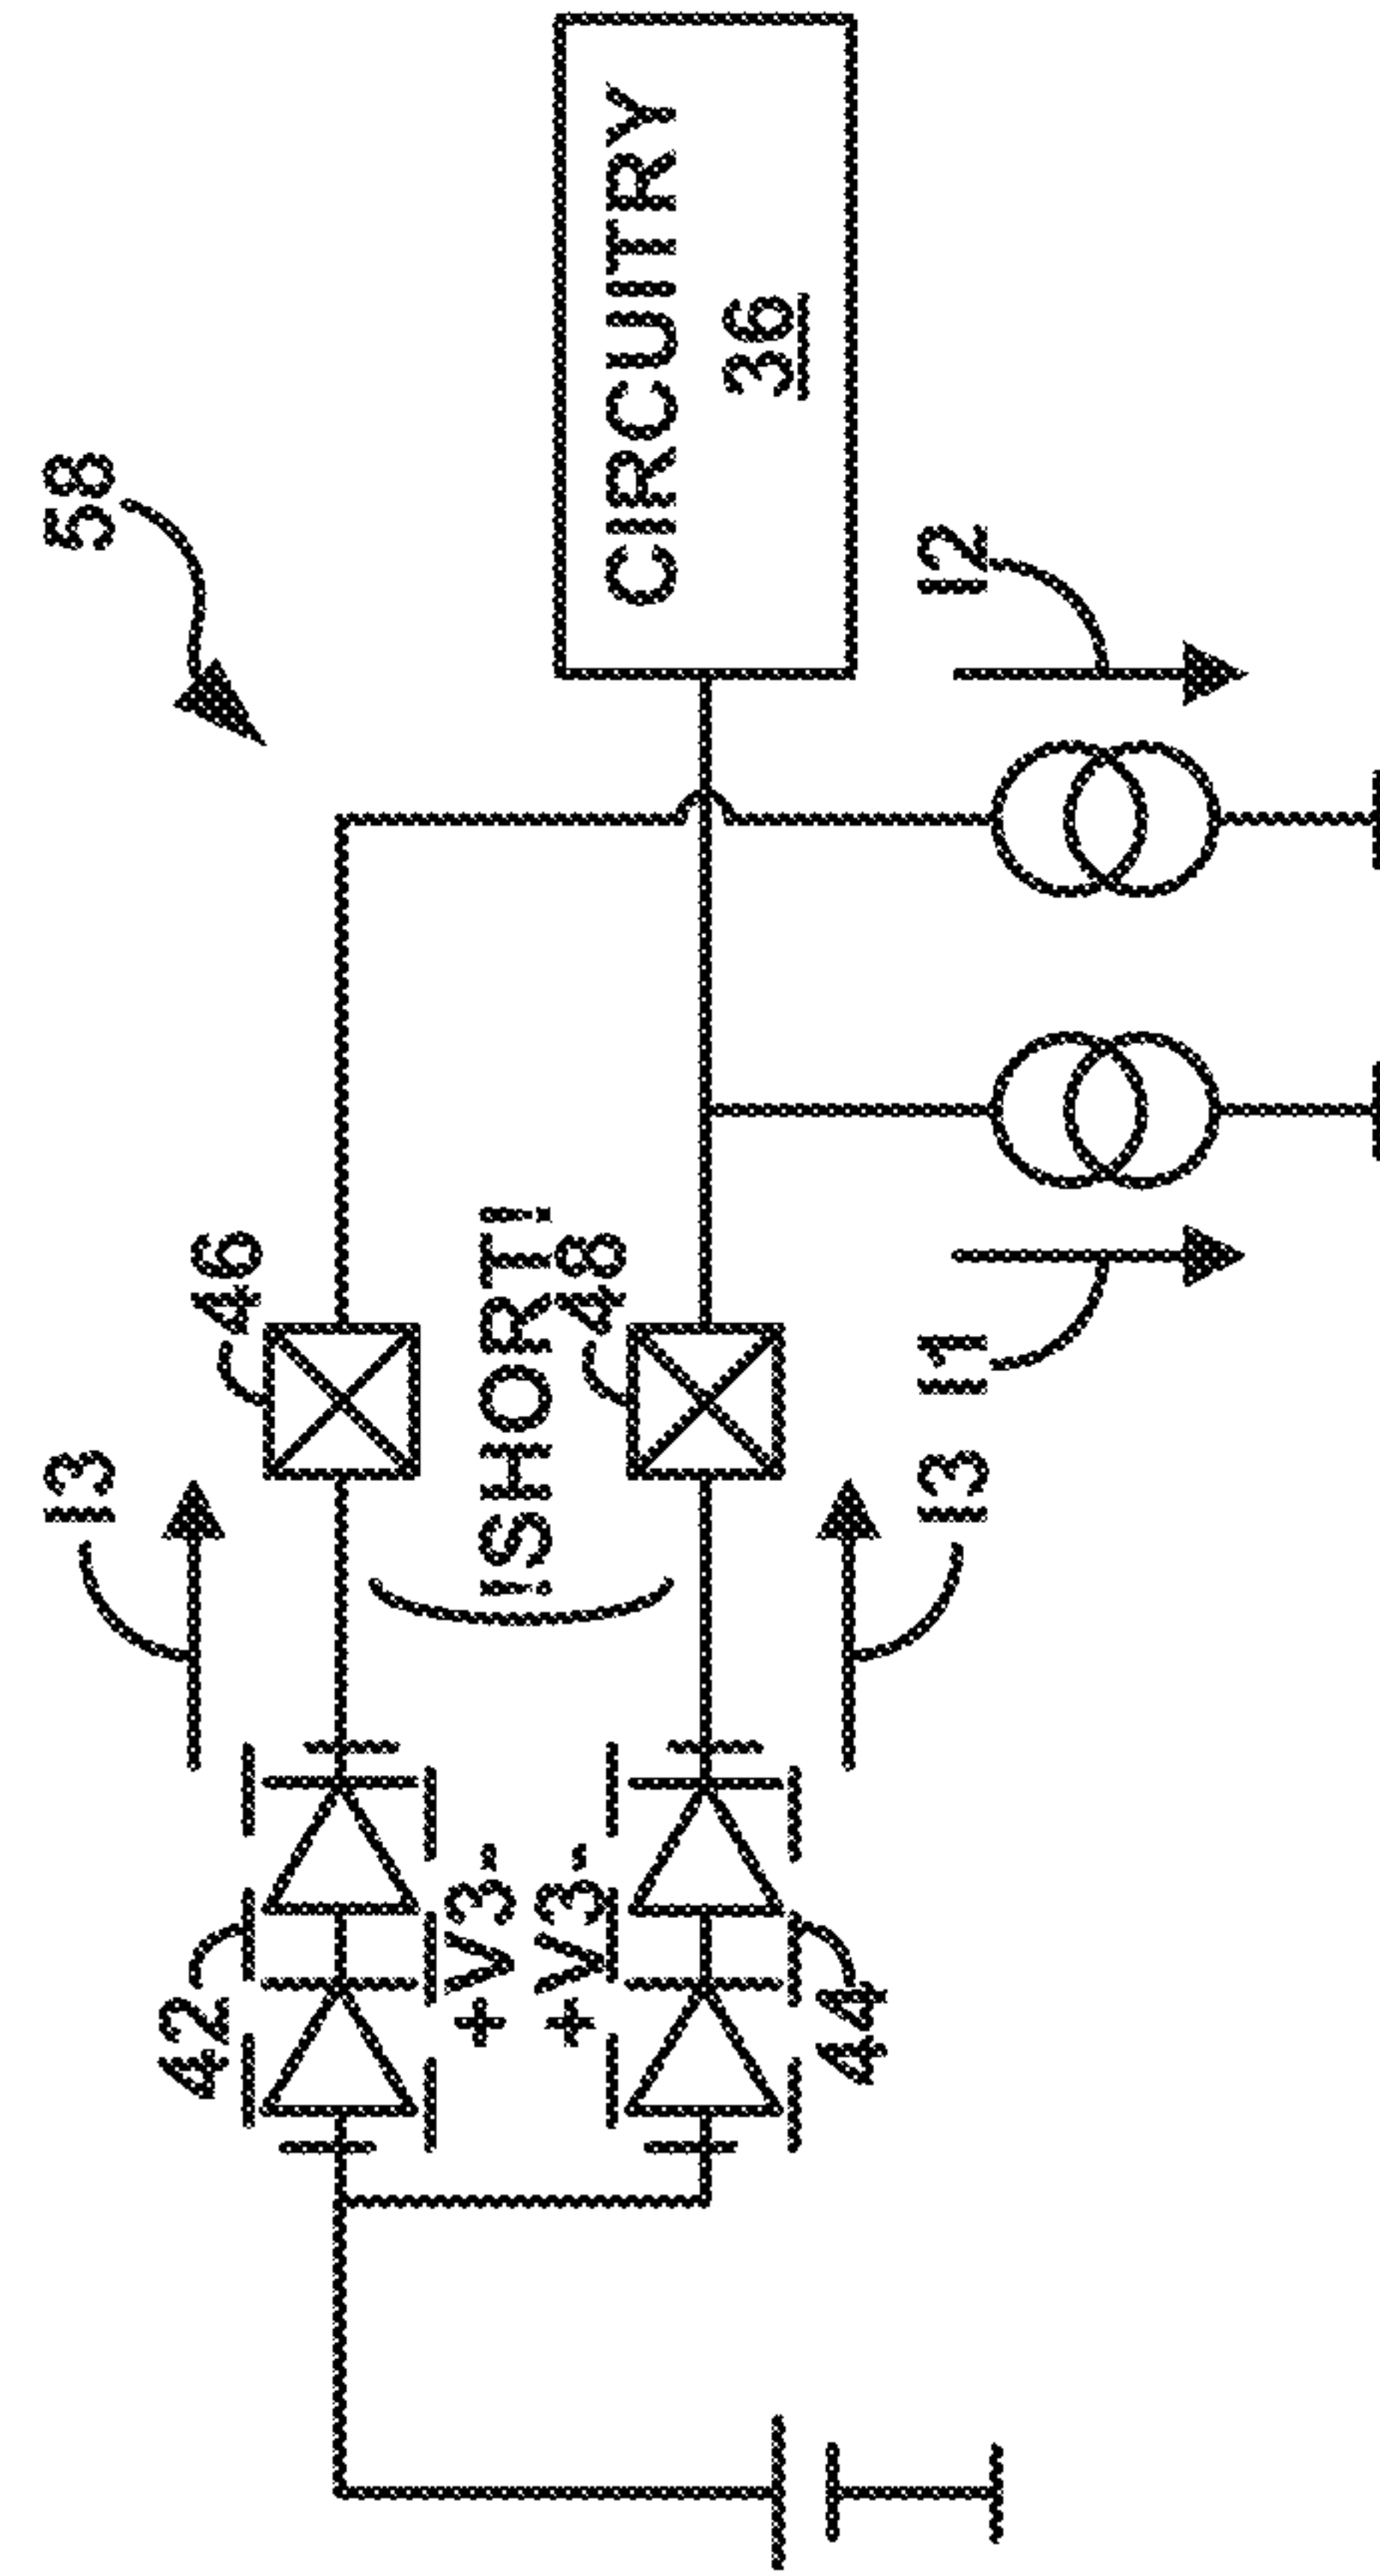 I3
58
42
46
+V3-
!SHORT!
+V3-
48
CIRCUITRY
36
44
I3
I1
I2